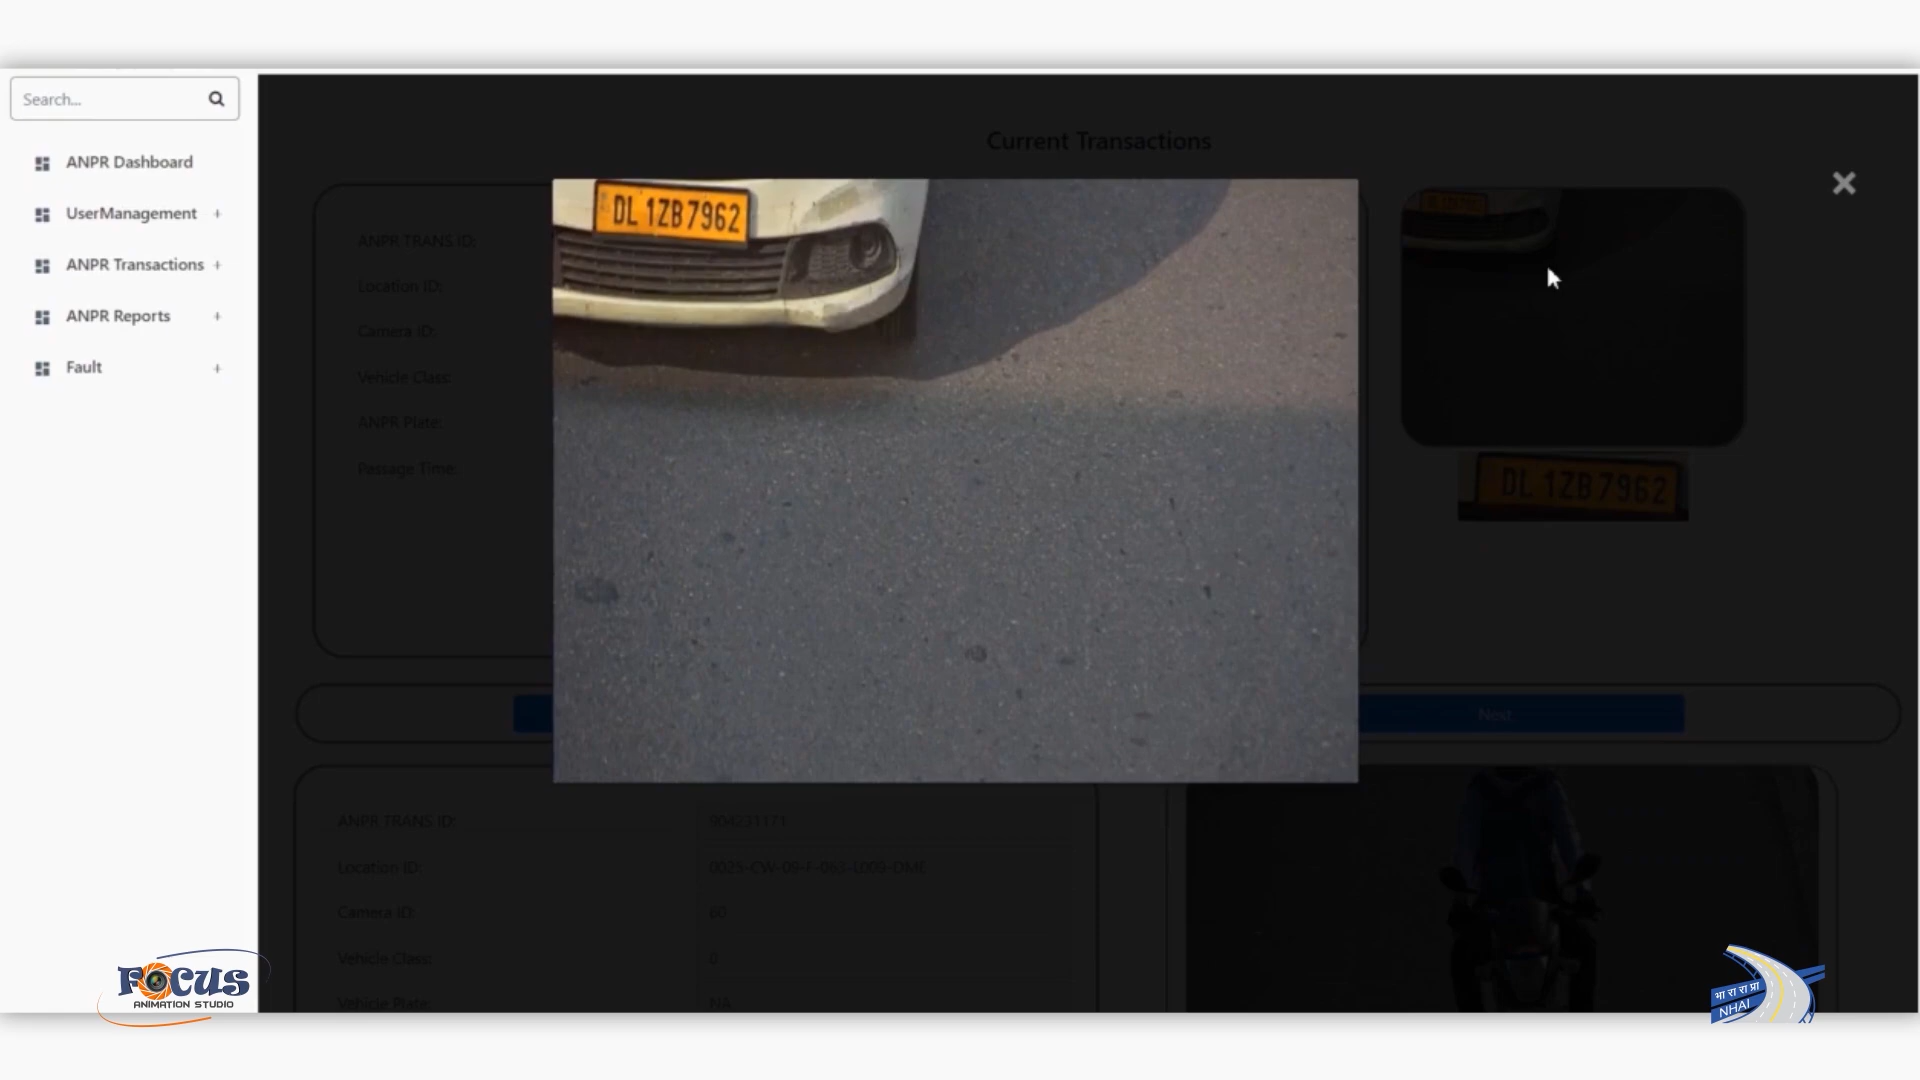 Search...
ANPR Dashboard
UserManagement +
ANPR Transactions +
ANPR Reports +
Fault +
Current Transactions
ANPR TRANS ID:
Location ID:
Camera ID:
Vehicle Class:
ANPR Plate:
Passage Time:
DL 1ZB7962
DL 1ZB7962
Next
ANPR TRANS ID:
Location ID:
Camera ID: 60
Vehicle Class: 0
Vehicle Plate: NA
FOCUS
ANIMATION STUDIO
भा रा रा प्रा
NHAI